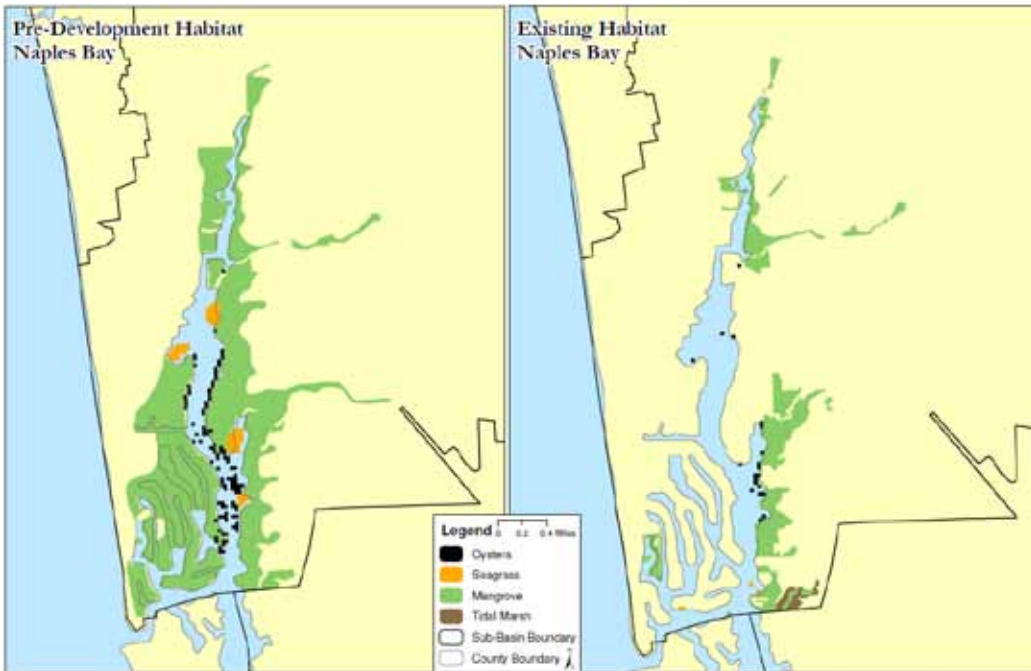 Pre-Development Habitat
Naples Bay
Existing Habitat
Naples Bay
Legend
0 0.2 0.4 Miles
Oysters
Seagrass
Mangrove
Tidal Marsh
Sub-Basin Boundary
County Boundary
N